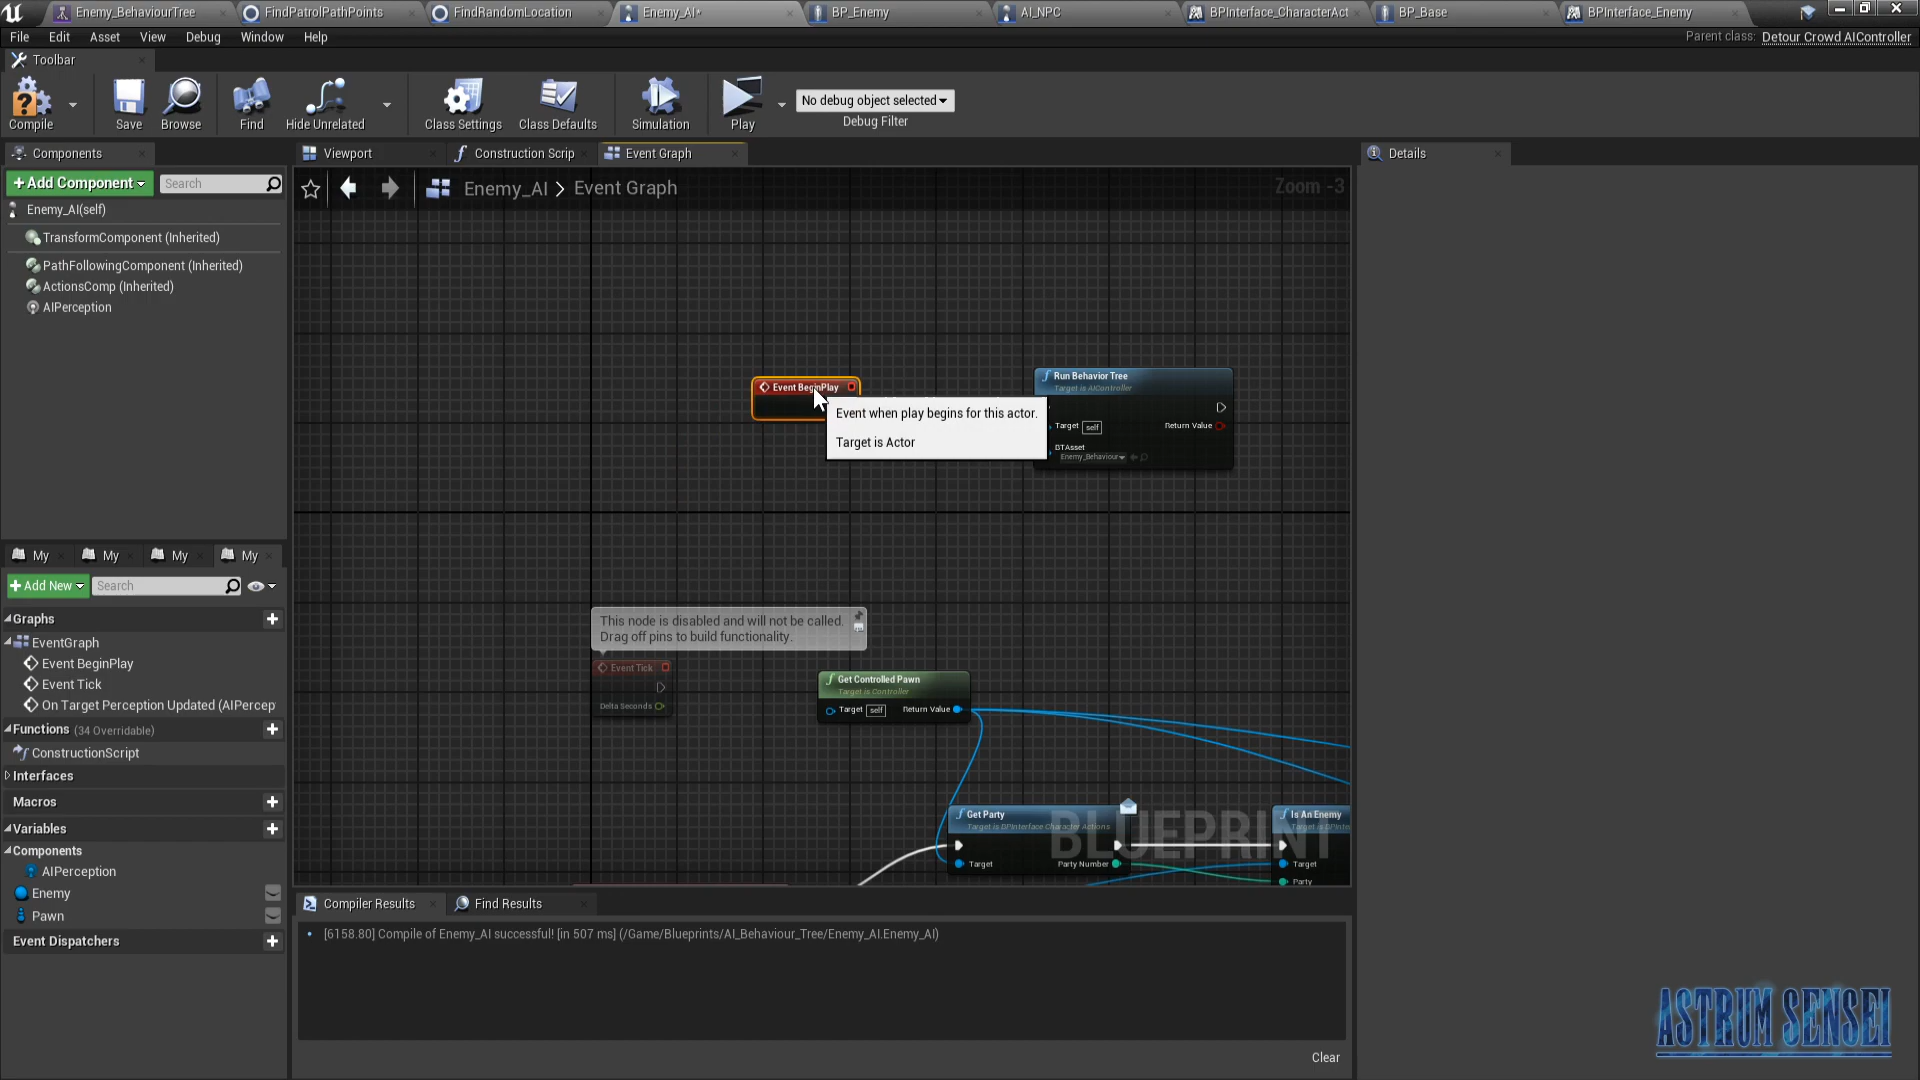 Enemy_BehaviourTree
FindPatrolPathPoints
FindRandomLocation
Enemy_AI*
BP_Enemy
AI_NPC
BPInterface_CharacterAct
BP_Base
BPInterface_Enemy
File Edit Asset View Debug Window Help
Parent class: Detour Crowd AIController
Toolbar
Compile
Save
Browse
Find
Hide Unrelated
Class Settings
Class Defaults
Simulation
Play
No debug object selected
Debug Filter
Components
Viewport
Construction Scrip
Event Graph
Details
+Add Component
Search
Enemy_AI > Event Graph
Zoom -3
Enemy_AI(self)
TransformComponent (Inherited)
PathFollowingComponent (Inherited)
ActionsComp (Inherited)
AIPerception
Event BeginPlay
Event when play begins for this actor.
Target is Actor
Run Behavior Tree
Target is AIController
Target self
Return Value
BTAsset
Enemy_Behaviour
My My My My
+Add New
Search
Graphs
EventGraph
Event BeginPlay
Event Tick
On Target Perception Updated (AIPercep
Functions (34 Overridable)
ConstructionScript
Interfaces
Macros
Variables
Components
AIPerception
Enemy
Pawn
Event Dispatchers
This node is disabled and will not be called.
Drag off pins to build functionality.
Event Tick
Delta Seconds
Get Controlled Pawn
Target is Controller
Target self
Return Value
Get Party
Target is BPInterface Character Actions
Target
Party Number
Is An Enemy
Target is BPInte
Target
Party
BLUEPRINT
Compiler Results
Find Results
[6158.80] Compile of Enemy_AI successful! [in 507 ms] (/Game/Blueprints/AI_Behaviour_Tree/Enemy_AI.Enemy_AI)
Clear
ASTRUM SENSEI